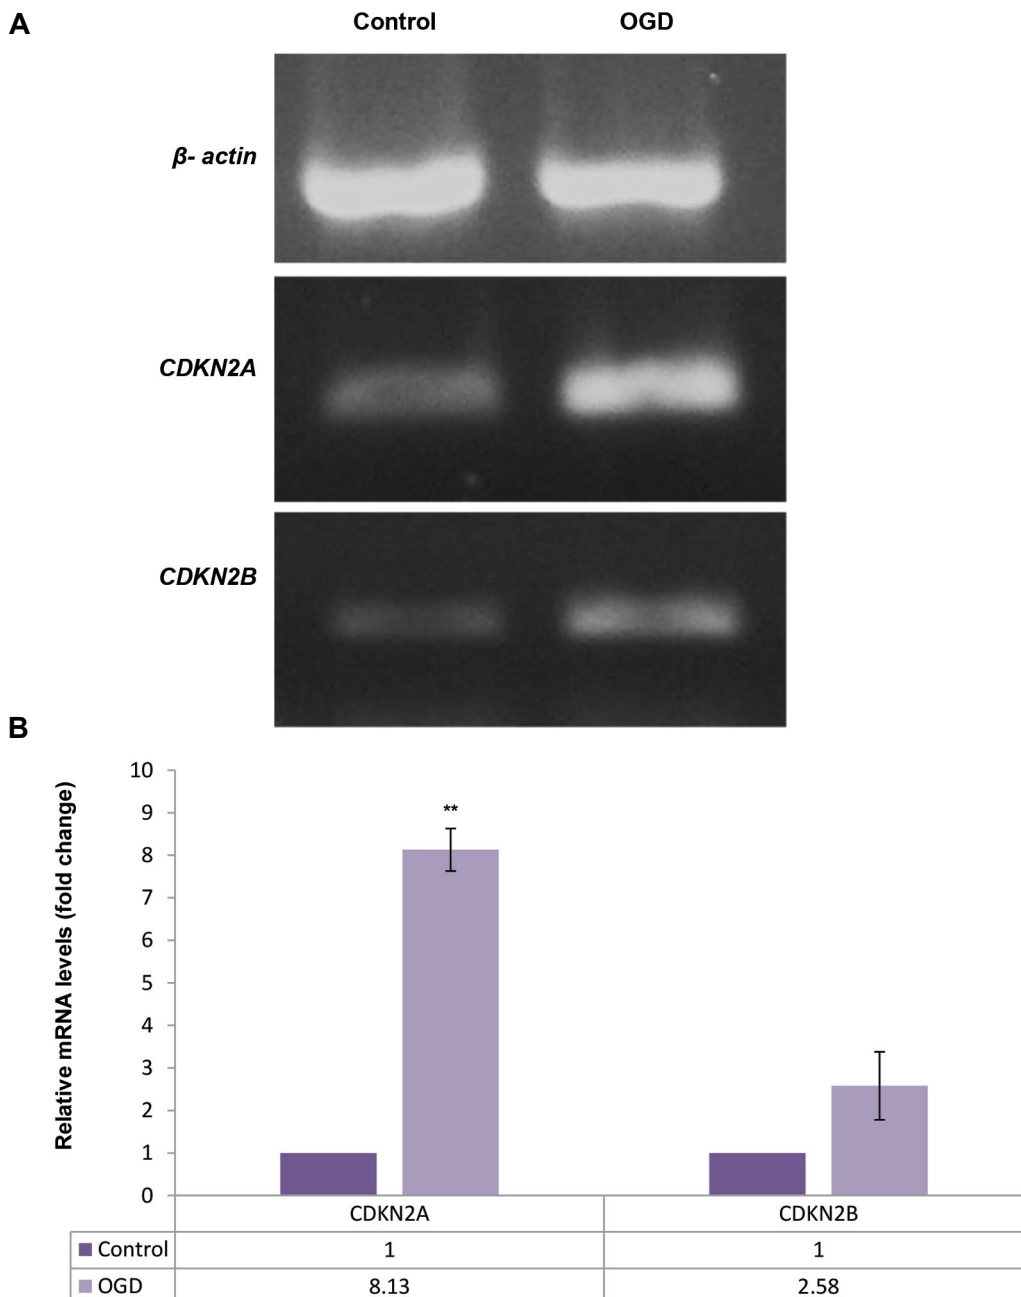 A
Control OGD
β- actin
CDKN2A
CDKN2B
B
Relative mRNA levels (fold change)
10
9
**
8
7
6
5
4
3
2
1
0
CDKN2A CDKN2B
Control 1 1
OGD 8.13 2.58